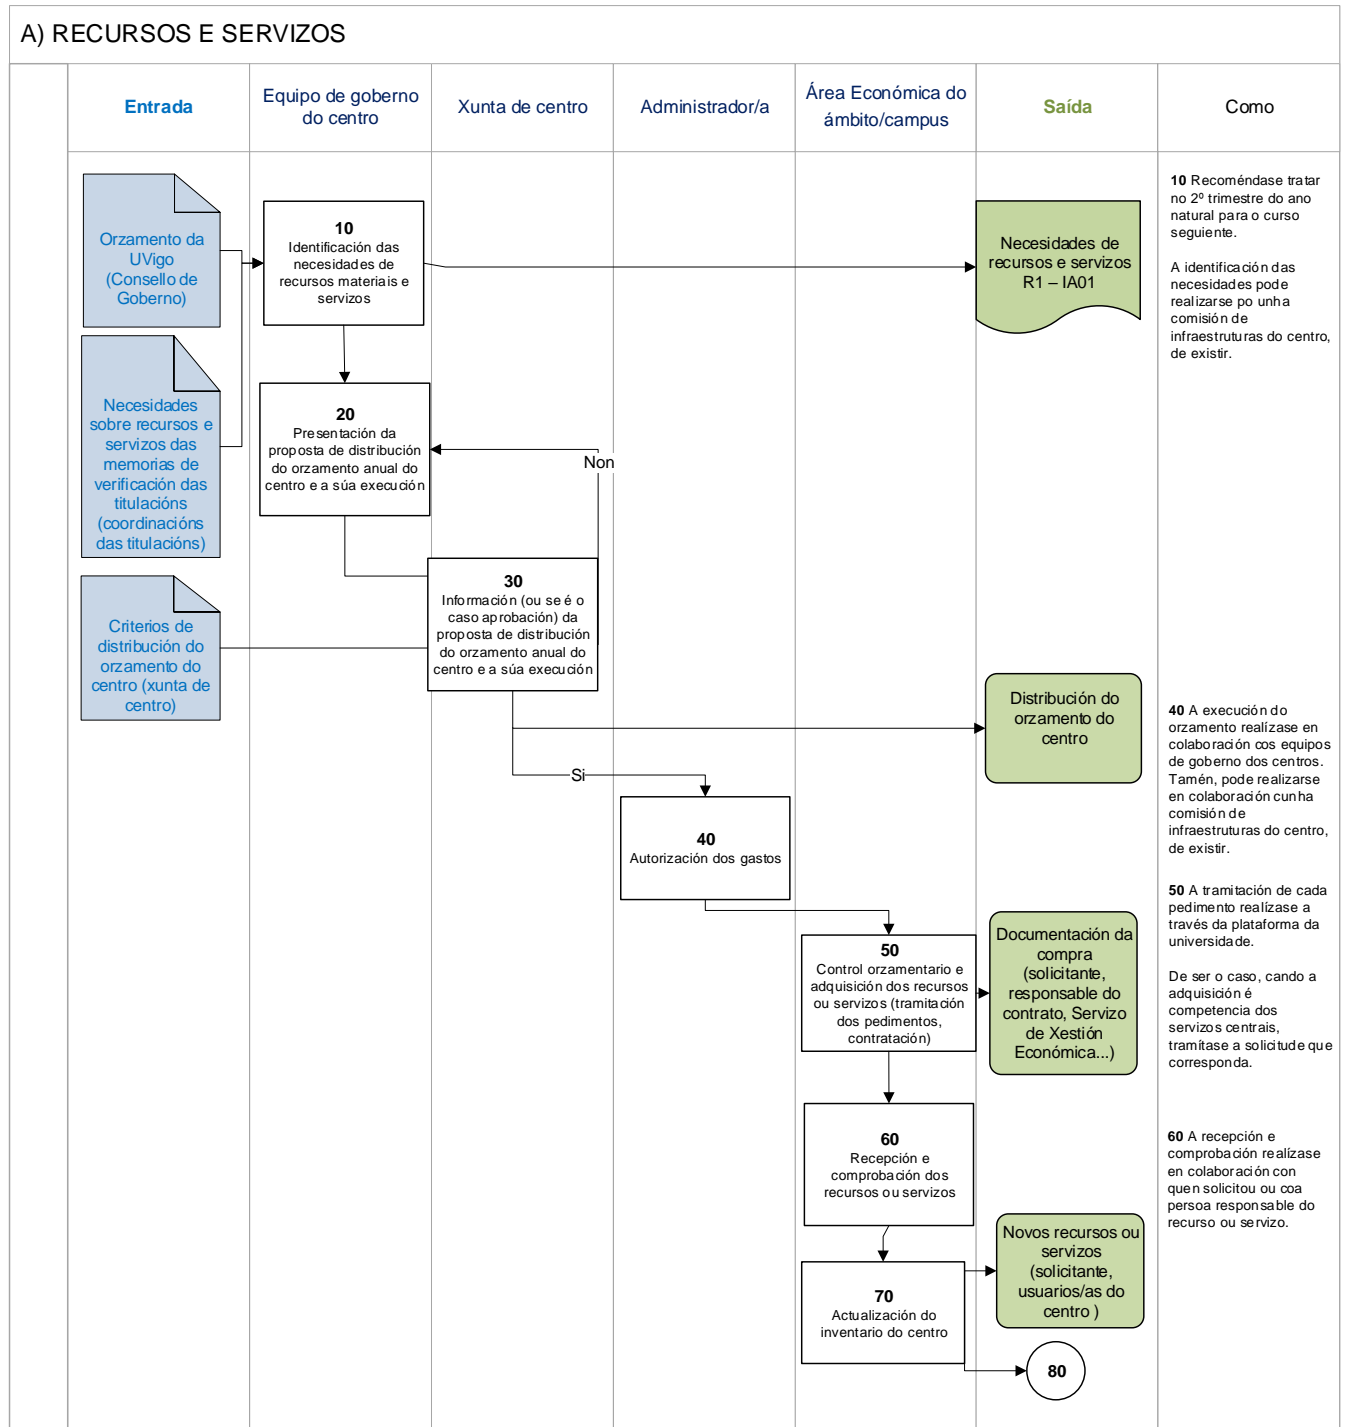 A) RECURSOS E SERVIZOS
Entrada
Equipo de goberno
do centro
Xunta de centro
Administrador/a
Área Económica do
ámbito/campus
Saída
Como
Orzamento da
UVigo
(Consello de
Goberno)
10
Identificación das
necesidades de
recursos materiais e
servizos
Necesidades de
recursos e servizos
R1 – IA01
10 Recoméndase tratar
no 2º trimestre do ano
natural para o curso
seguinte.
A identificación das
necesidades pode
realizarse po unha
comisión de
infraestruturas do centro,
de existir.
Necesidades
sobre recursos e
servizos das
memorias de
verificación das
titulacións
(coordinacións
das titulacións)
20
Presentación da
proposta de distribución
do orzamento anual do
centro e a súa execución
Non
30
Información (ou se é o
caso aprobación) da
proposta de distribución
do orzamento anual do
centro e a súa execución
Criterios de
distribución do
orzamento do
centro (xunta de
centro)
Distribución do
orzamento do
centro
Si
40
Autorización dos gastos
40 A execución do
orzamento realízase en
colaboración cos equipos
de goberno dos centros.
Tamén, pode realizarse
en colaboración cunha
comisión de
infraestruturas do centro,
de existir.
50
Control orzamentario e
adquisición dos recursos
ou servizos (tramitación
dos pedimentos,
contratación)
Documentación da
compra
(solicitante,
responsable do
contrato, Servizo
de Xestión
Económica...)
50 A tramitación de cada
pedimento realízase a
través da plataforma da
universidade.
De ser o caso, cando a
adquisición é
competencia dos
servizos centrais,
tramítase a solicitude que
corresponda.
60
Recepción e
comprobación dos
recursos ou servizos
60 A recepción e
comprobación realízase
en colaboración con
quen solicitou ou coa
persoa responsable do
recurso ou servizo.
70
Actualización do
inventario do centro
Novos recursos ou
servizos
(solicitante,
usuarios/as do
centro )
80